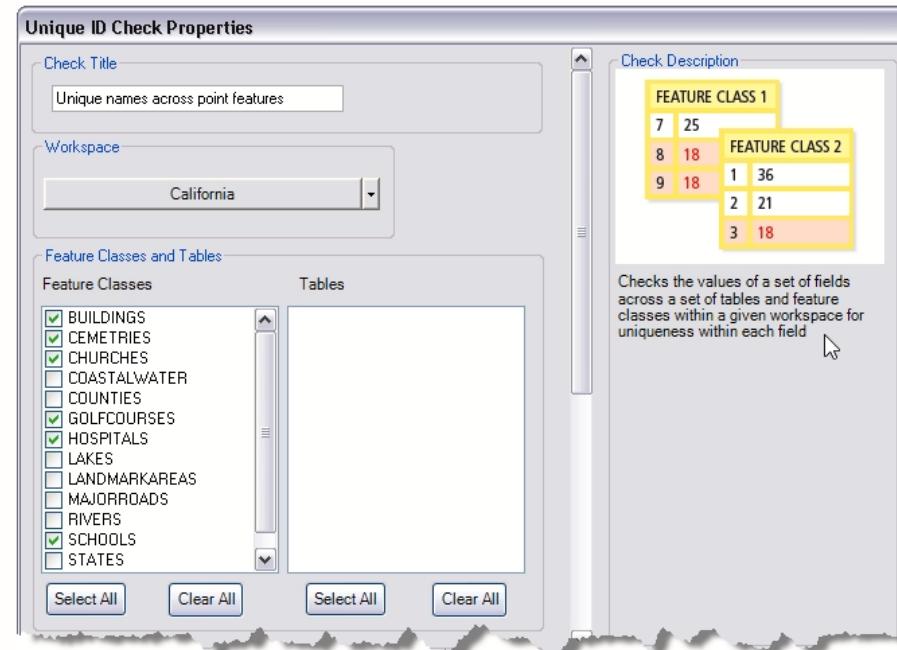 Unique ID Check Properties
Check Title
Unique names across point features
Workspace
California
Feature Classes and Tables
Feature Classes
Tables
BUILDINGS
CEMETRIES
CHURCHES
COASTALWATER
COUNTIES
GOLFCOURSES
HOSPITALS
LAKES
LANDMARKAREAS
MAJORROADS
RIVERS
SCHOOLS
STATES
Select All
Clear All
Select All
Clear All
Check Description
FEATURE CLASS 1
7 25
8 18
9 18
FEATURE CLASS 2
1 36
2 21
3 18
Checks the values of a set of fields
across a set of tables and feature
classes within a given workspace for
uniqueness within each field